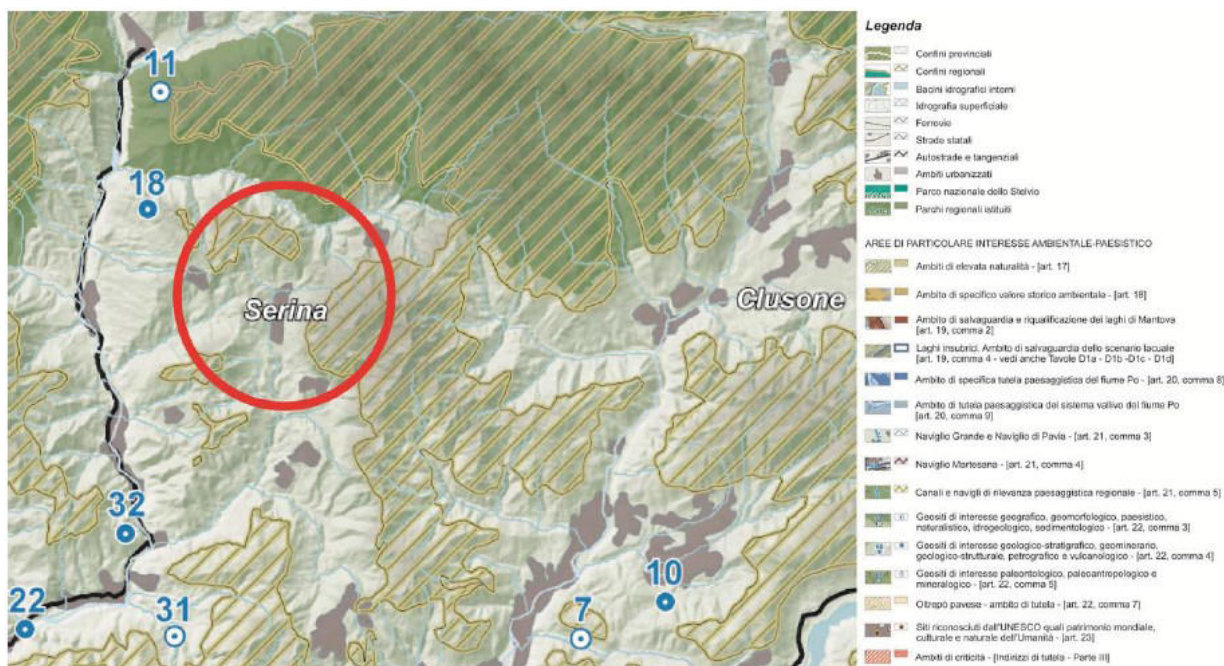 11
18
Serina
Clusone
32
10
22
31
7
Legenda
Confini provinciali
Confini regionali
Bacini idrografici interni
Idrografia superficiale
Ferrovie
Strade statali
Autostrade e tangenziali
Ambiti urbanizzati
Parco nazionale dello Stelvio
Parchi regionali istituiti
AREE DI PARTICOLARE INTERESSE AMBIENTALE-PAESISTICO
Ambiti di elevata naturalità - [art. 17]
Ambito di specifico valore storico ambientale - [art. 18]
Ambito di salvaguardia e riqualificazione dei laghi di Mantova
[art. 19, comma 2]
Laghi insubrici. Ambito di salvaguardia dello scenario lacuale
[art. 19, comma 4 - vedi anche Tavole D1a - D1b -D1c - D1d]
Ambito di specifica tutela paesaggistica del fiume Po - [art. 20, comma 8]
Ambito di tutela paesaggistica del sistema vallivo del fiume Po
[art. 20, comma 9]
Naviglio Grande e Naviglio di Pavia - [art. 21, comma 3]
Naviglio Martesana - [art. 21, comma 4]
Canali e navigli di rilevanza paesaggistica regionale - [art. 21, comma 5]
Geositi di interesse geografico, geomorfologico, paesistico,
naturalistico, idrogeologico, sedimentologico - [art. 22, comma 3]
Geositi di interesse geologico-stratigrafico, geominerario,
geologico-strutturale, petrografico e vulcanologico - [art. 22, comma 4]
Geositi di interesse paleontologico, paleoantropologico e
mineralogico - [art. 22, comma 5]
Oltrepò pavese - ambito di tutela - [art. 22, comma 7]
Siti riconosciuti dall'UNESCO quali patrimonio mondiale,
culturale e naturale dell'Umanità - [art. 23]
Ambiti di criticità - [Indirizzi di tutela - Parte III]